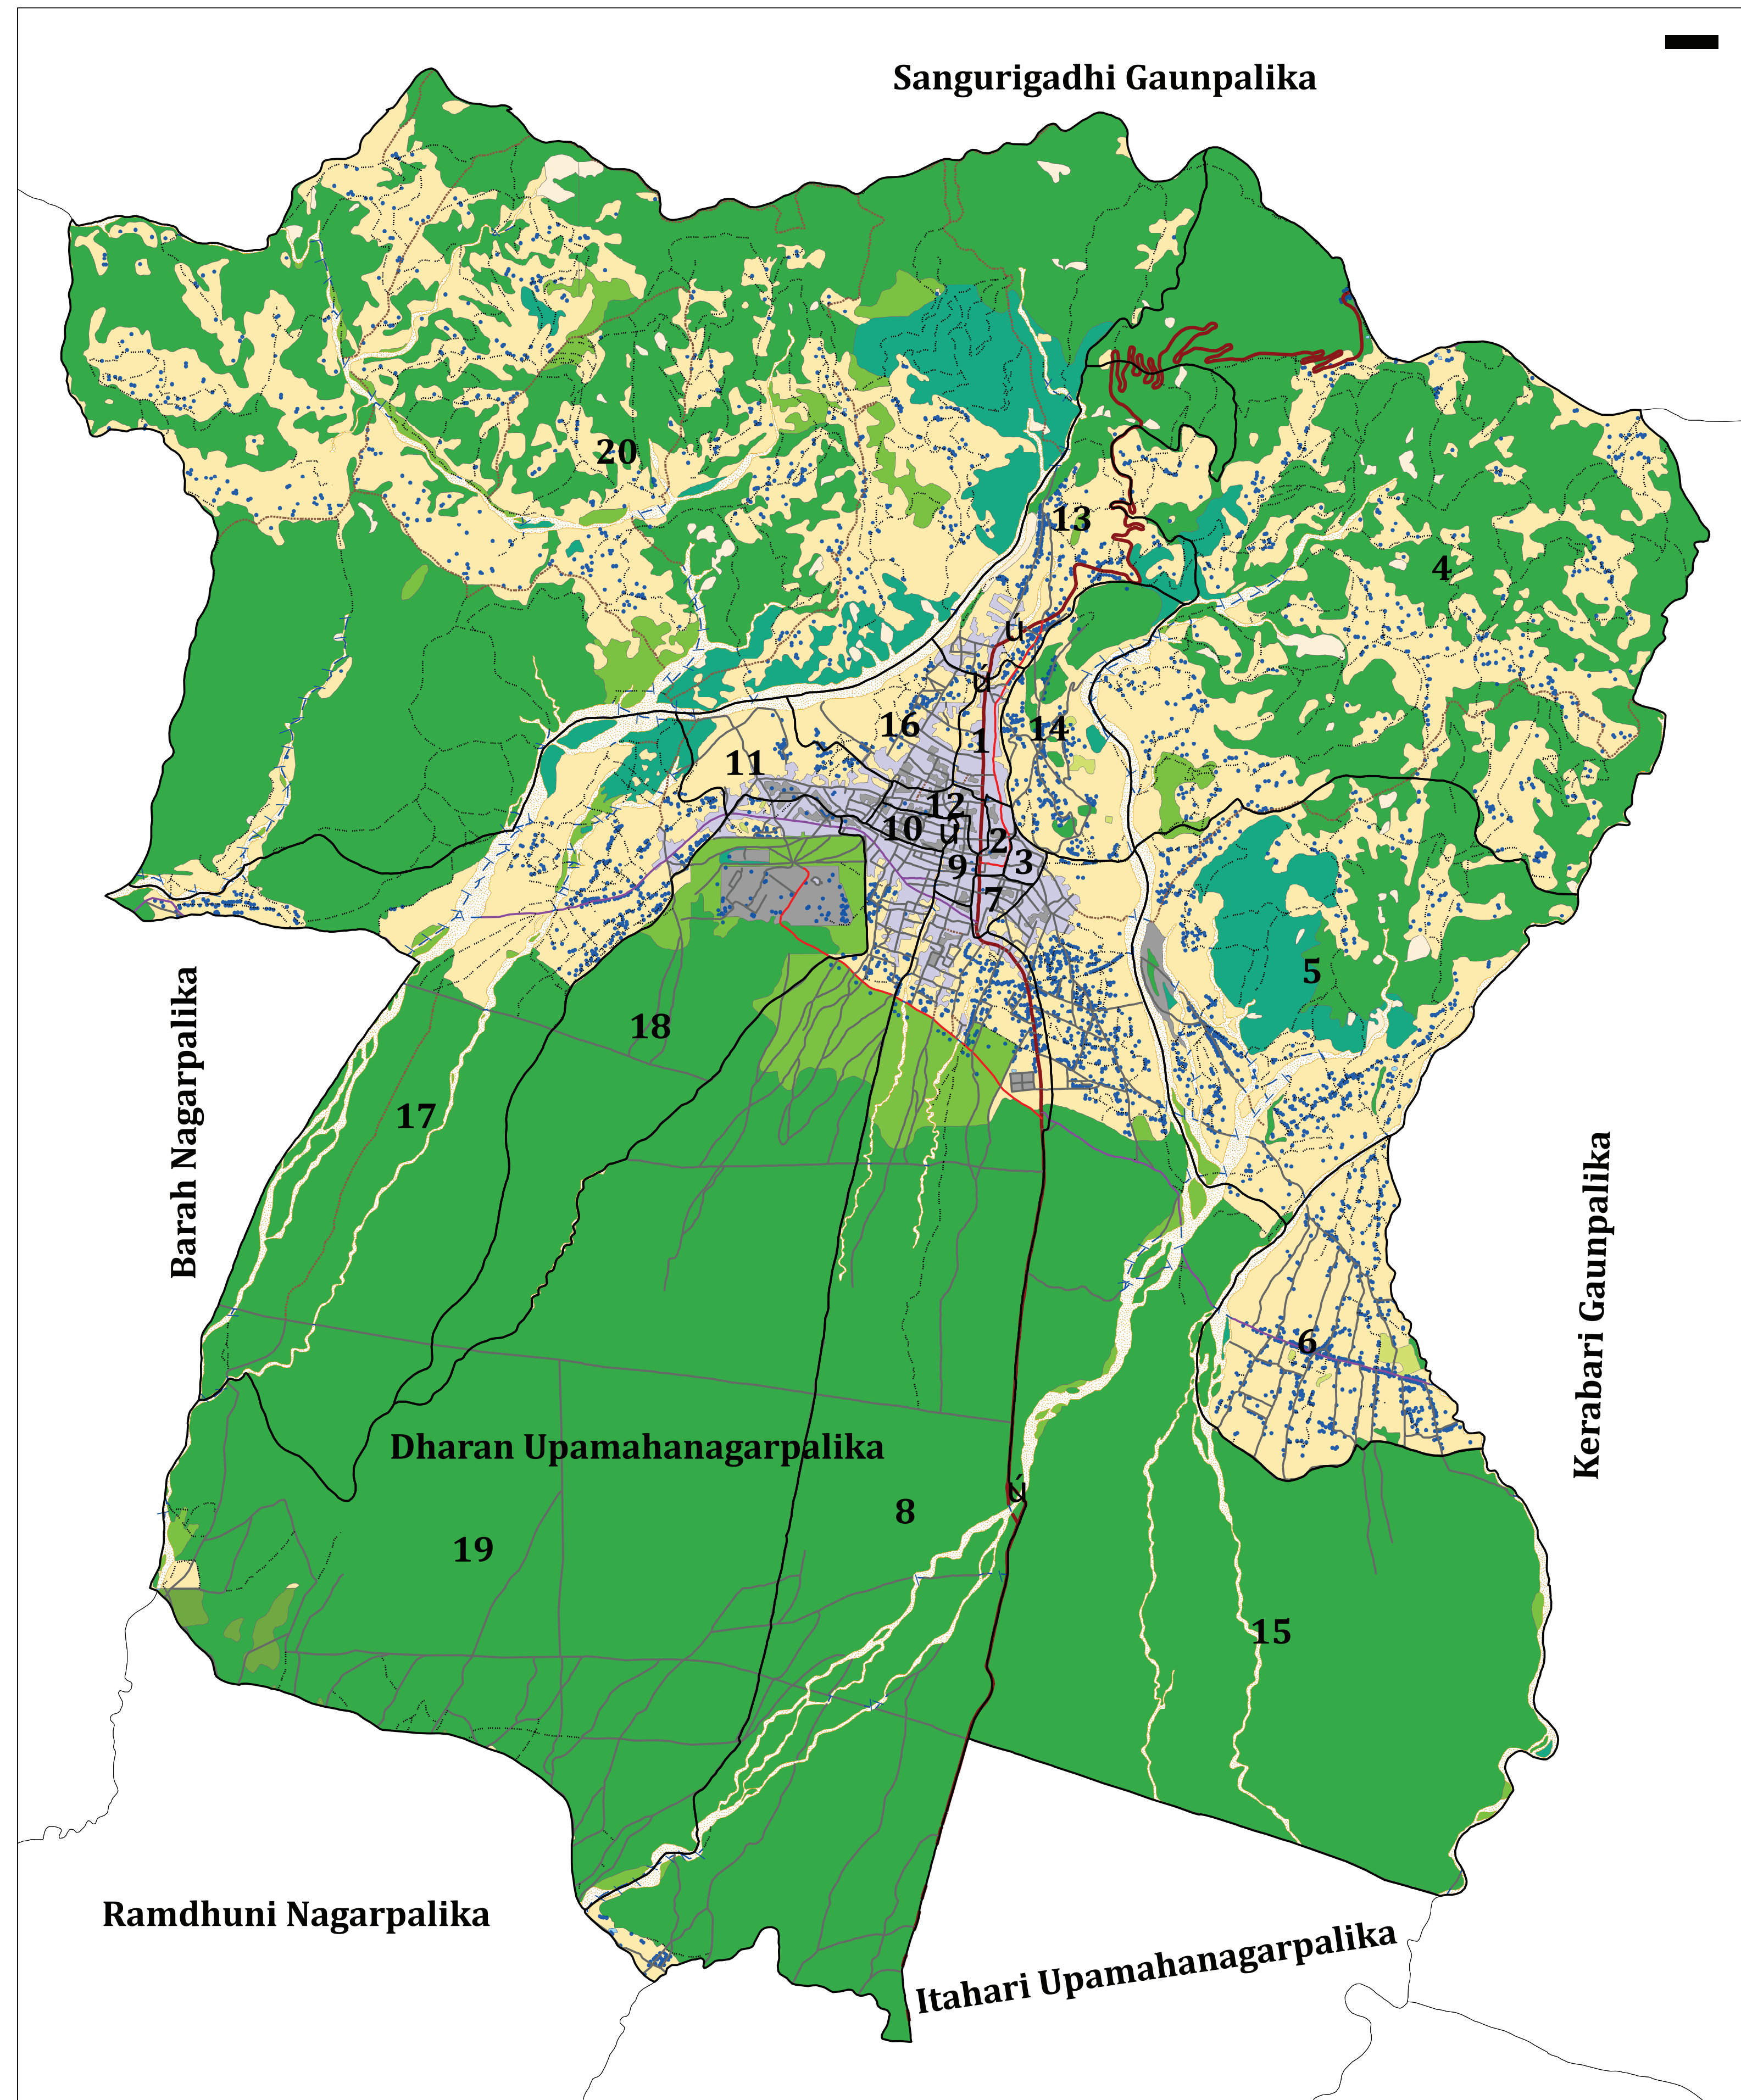 Sangurigadhi Gaunpalika
20
13
4
ú
ú
16
14
1
11
12
10
ú
2
3
9
7
5
18
Barah Nagarpalika
17
Kerabari Gaunpalika
6
Dharan Upamahanagarpalika
ú
8
19
15
Ramdhuni Nagarpalika
Itahari Upamahanagarpalika